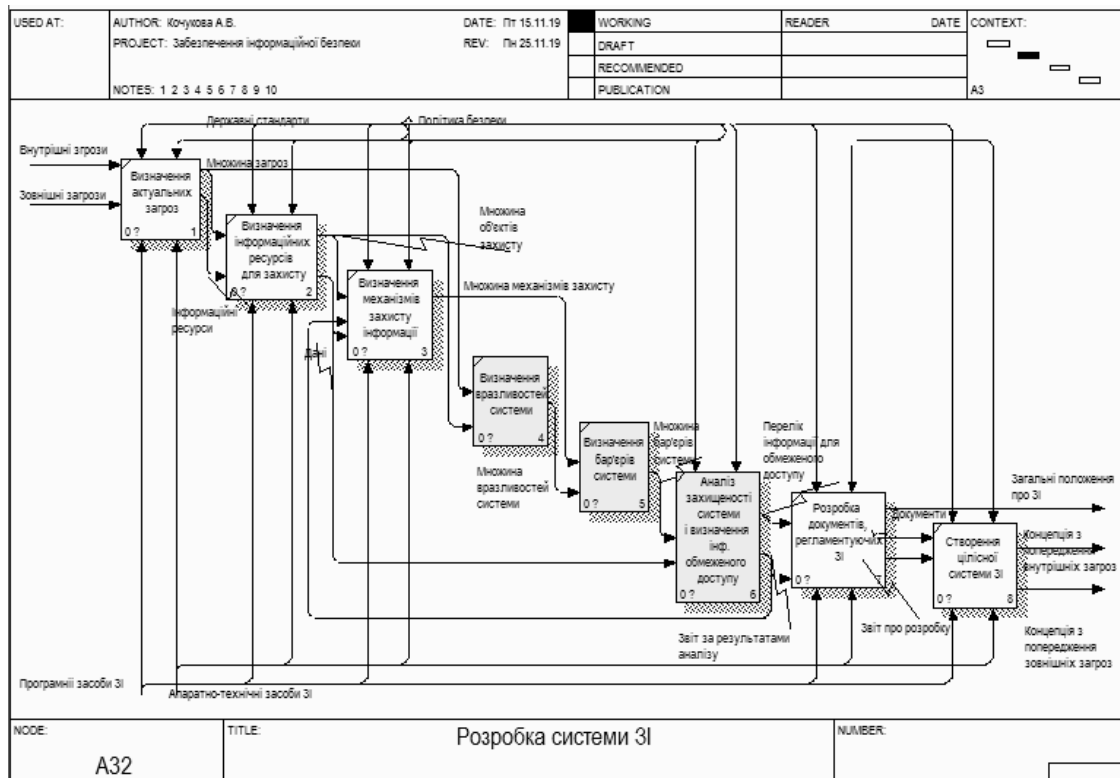 USED AT:
AUTHOR: Кочукова А.В.
DATE: Пт 15.11.19
WORKING
READER
DATE
CONTEXT:
PROJECT: Забезпечення інформаційної безпеки
REV: Пн 25.11.19
DRAFT
RECOMMENDED
NOTES: 1 2 3 4 5 6 7 8 9 10
PUBLICATION
A3
Державні стандарти
Політика безпеки
Внутрішні згрози
Зовнішні загрози
Множина загроз
Визначення
актуальних
загроз
0 ?
1
Визначення
інформаційних
ресурсів
для захисту
0 ?
2
Множина
об'єктів
захисту
Інформаційні
ресурси
Визначення
механізмів
захисту
інформації
0 ?
3
Множина механізмів захисту
Дані
Визначення
вразливостей
системи
0 ?
4
Множина
вразливостей
системи
Визначення
бар'єрів
системи
0 ?
5
Множина
бар'єрів
системи
Перелік
інформації для
обмеженого
доступу
Аналіз
захищеності
системи
і визначення
інф.
обмеженого
доступу
0 ?
6
Звіт за результатами
аналізу
Розробка
документів,
регламентуючих
ЗІ
0 ?
7
Документи
Звіт про розробку
Створення
цілісної
системи ЗІ
0 ?
8
Загальні положення
про ЗІ
Концепція з
попередження
внутрішніх загроз
Концепція з
попередження
зовнішніх загроз
Програмнії засоби ЗІ
Апаратно-технічні засоби ЗІ
NODE:
A32
TITLE:
Розробка системи ЗІ
NUMBER: